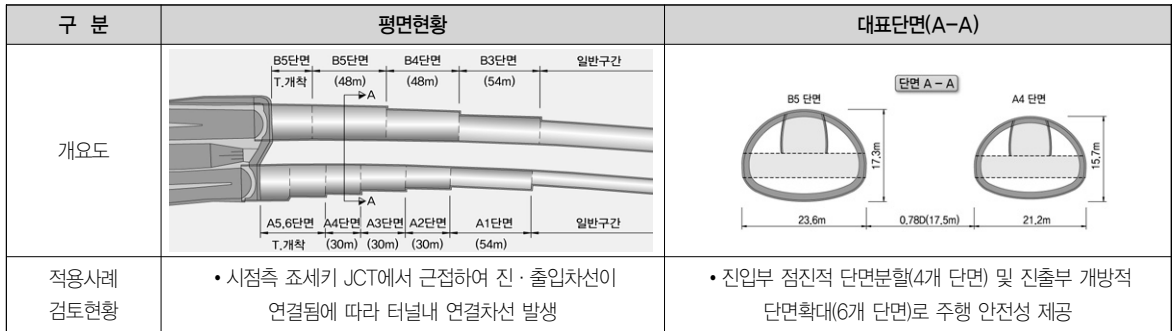 구 분
평면현황
대표단면(A-A)
개요도
B5단면 B5단면 B4단면 B3단면 일반구간
T.개착 (48m) (48m) (54m)
A
A
A5,6단면 A4단면 A3단면 A2단면 A1단면 일반구간
T.개착 (30m) (30m) (30m) (54m)
단면 A - A
B5 단면 A4 단면
17.3m
15.7m
23.6m 0.78D(17.5m) 21.2m
적용사례
검토현황
• 시점측 죠세키 JCT에서 근접하여 진·출입차선이
연결됨에 따라 터널내 연결차선 발생
• 진입부 점진적 단면분할(4개 단면) 및 진출부 개방적
단면확대(6개 단면)로 주행 안전성 제공